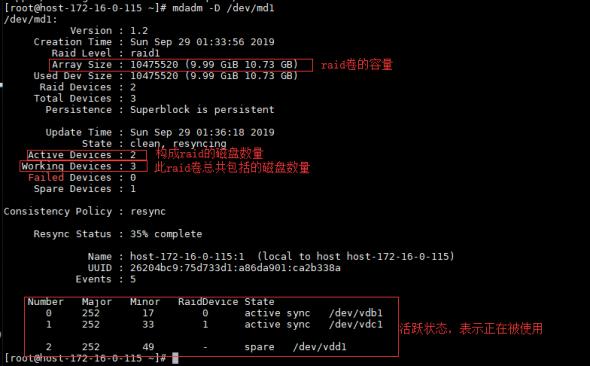 [root@host-172-16-0-115 ~]# mdadm -D /dev/md1
/dev/md1:
Version : 1.2
Creation Time : Sun Sep 29 01:33:56 2019
Raid Level : raid1
Array Size : 10475520 (9.99 GiB 10.73 GB) raid卷的容量
Used Dev Size : 10475520 (9.99 GiB 10.73 GB)
Raid Devices : 2
Total Devices : 3
Persistence : Superblock is persistent
Update Time : Sun Sep 29 01:36:18 2019
State : clean, resyncing
Active Devices : 2 构成raid的磁盘数量
Working Devices : 3 此raid卷总共包括的磁盘数量
Failed Devices : 0
Spare Devices : 1
Consistency Policy : resync
Resync Status : 35% complete
Name : host-172-16-0-115:1 (local to host host-172-16-0-115)
UUID : 26204bc9:75d733d1:a86da901:ca2b338a
Events : 5
Number Major Minor RaidDevice State
0 252 17 0 active sync /dev/vdb1
1 252 33 1 active sync /dev/vdc1 活跃状态，表示正在被使用
2 252 49 - spare /dev/vdd1
[root@host-172-16-0-115 ~]#